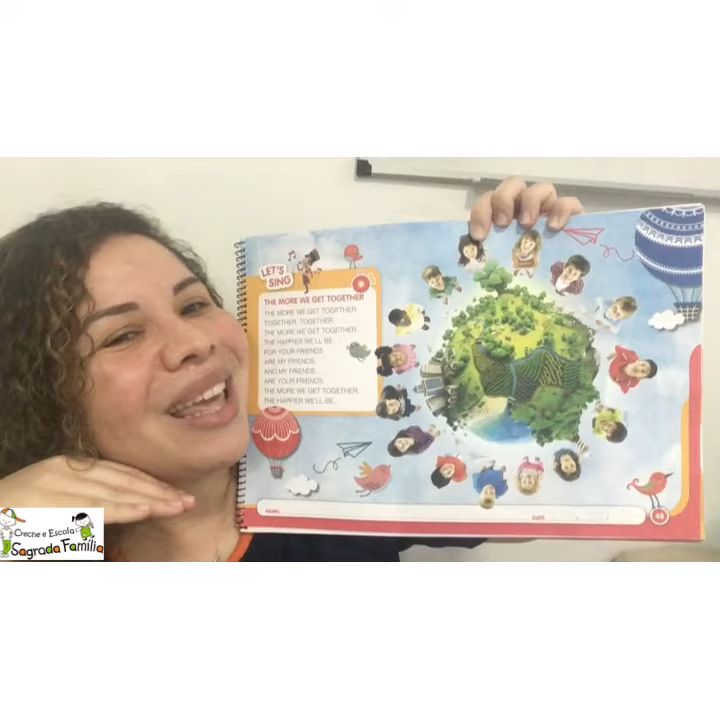 LET'S
SING
THE MORE WE GET TOGETHER
THE MORE WE GET TOGETHER
TOGETHER, TOGETHER.
THE MORE WE GET TOGETHER.
THE HAPPIER WE'LL BE
FOR YOUR FRIENDS
ARE MY FRIENDS.
AND MY FRIENDS
ARE YOUR FRIENDS.
THE MORE WE GET TOGETHER.
THE HAPPIER WE'LL BE.
NAME:
DATE
48
Creche e Escola
Sagrada Família